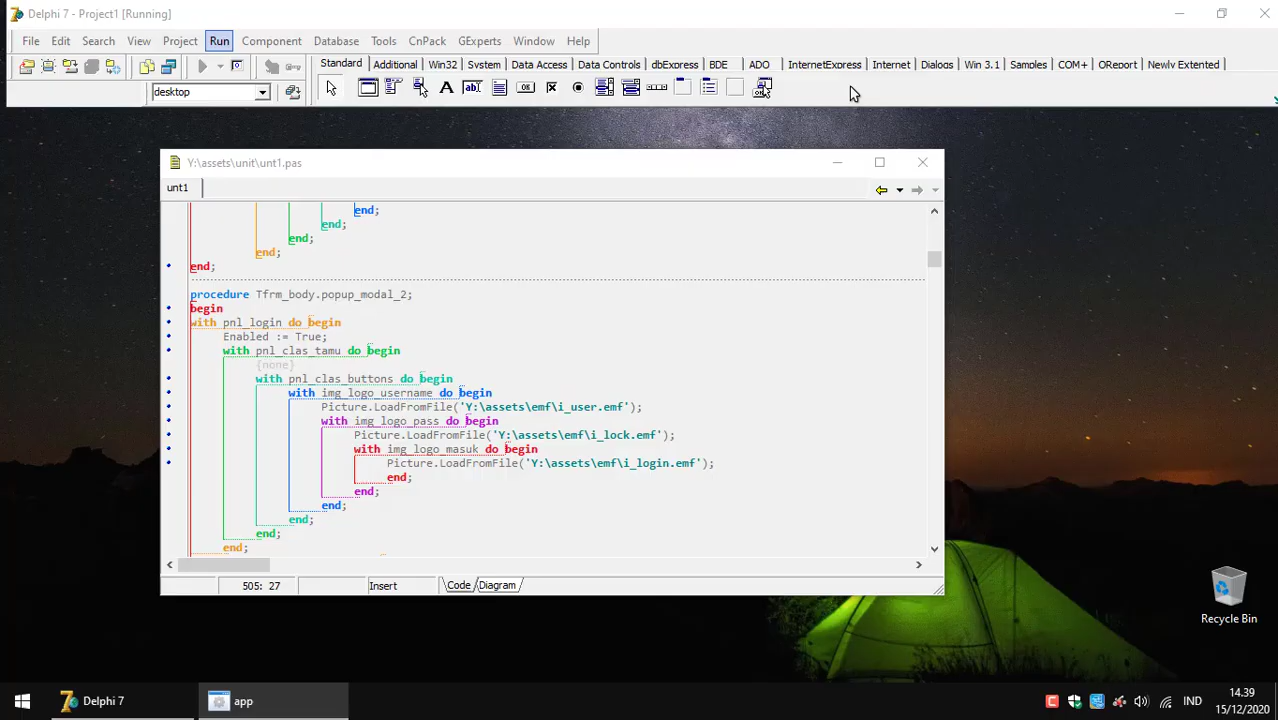 Delphi 7 - Project1 [Running]
File Edit Search View Project Run Component Database Tools CnPack GExperts Window Help
Standard Additional Win32 System Data Access Data Controls dbExpress BDE ADO InternetExpress Internet Dialogs Win 3.1 Samples COM+ OReport Newlv Extented
desktop
Y:\assets\unit\unt1.pas
unt1
end;
end;
end;
end;
end;
procedure Tfrm_body.popup_modal_2;
begin
with pnl_login do begin
Enabled := True;
with pnl_clas_tamu do begin
{none}
with pnl_clas_buttons do begin
with img_logo_username do begin
Picture.LoadFromFile('Y:\assets\emf\i_user.emf');
with img_logo_pass do begin
Picture.LoadFromFile('Y:\assets\emf\i_lock.emf');
with img_logo_masuk do begin
Picture.LoadFromFile('Y:\assets\emf\i_login.emf');
end;
end;
end;
end;
end;
end;
505: 27 Insert Code Diagram
Recycle Bin
Delphi 7 app IND 14.39
15/12/2020